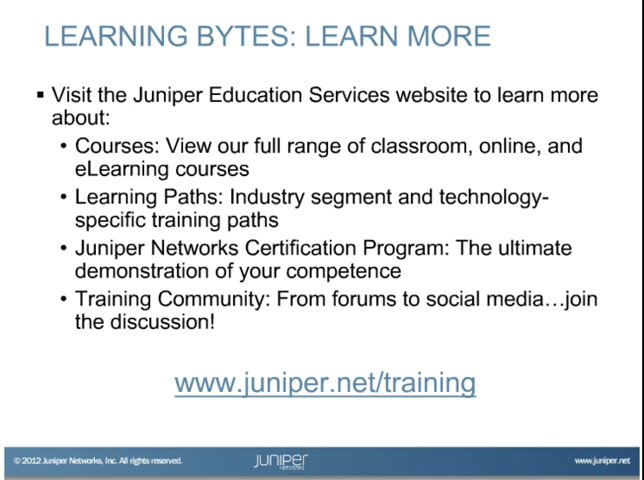 LEARNING BYTES: LEARN MORE
▪ Visit the Juniper Education Services website to learn more
about:
• Courses: View our full range of classroom, online, and
eLearning courses
• Learning Paths: Industry segment and technology-
specific training paths
• Juniper Networks Certification Program: The ultimate
demonstration of your competence
• Training Community: From forums to social media…join
the discussion!
www.juniper.net/training
© 2012 Juniper Networks, Inc. All rights reserved.
JUNIPER
NETWORKS
www.juniper.net